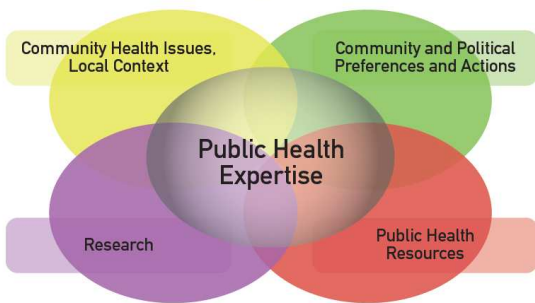 Community Health Issues,
Local Context
Community and Political
Preferences and Actions
Public Health
Expertise
Research
Public Health
Resources